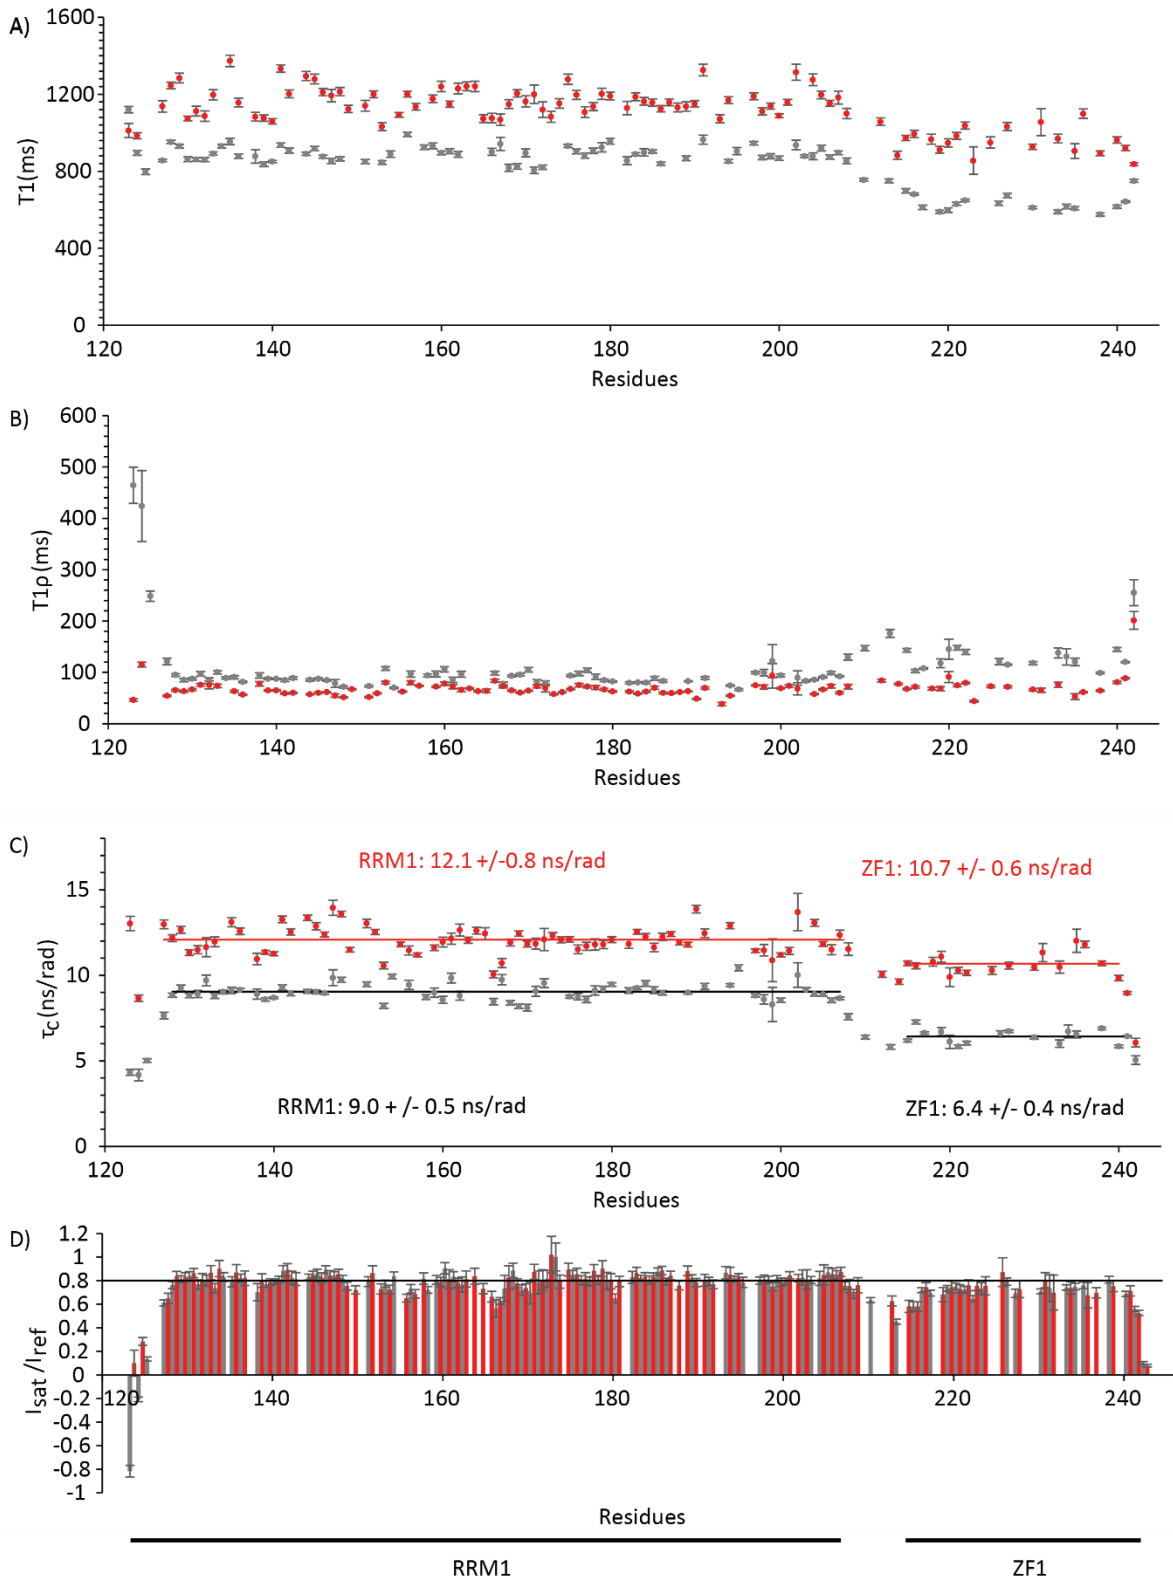 A)
1600
1200
800
400
0
T1(ms)
120 140 160 180 200 220 240
Residues
B)
600
500
400
300
200
100
0
T1ρ(ms)
120 140 160 180 200 220 240
Residues
C)
RRM1: 12.1 +/-0.8 ns/rad
ZF1: 10.7 +/- 0.6 ns/rad
15
10
5
0
τc(ns/rad)
RRM1: 9.0 + /- 0.5 ns/rad
ZF1: 6.4 +/- 0.4 ns/rad
120 140 160 180 200 220 240
Residues
D)
1.2
1
0.8
0.6
0.4
0.2
0
-0.2
-0.4
-0.6
-0.8
-1
Isat/Iref
120 140 160 180 200 220 240
Residues
RRM1 ZF1